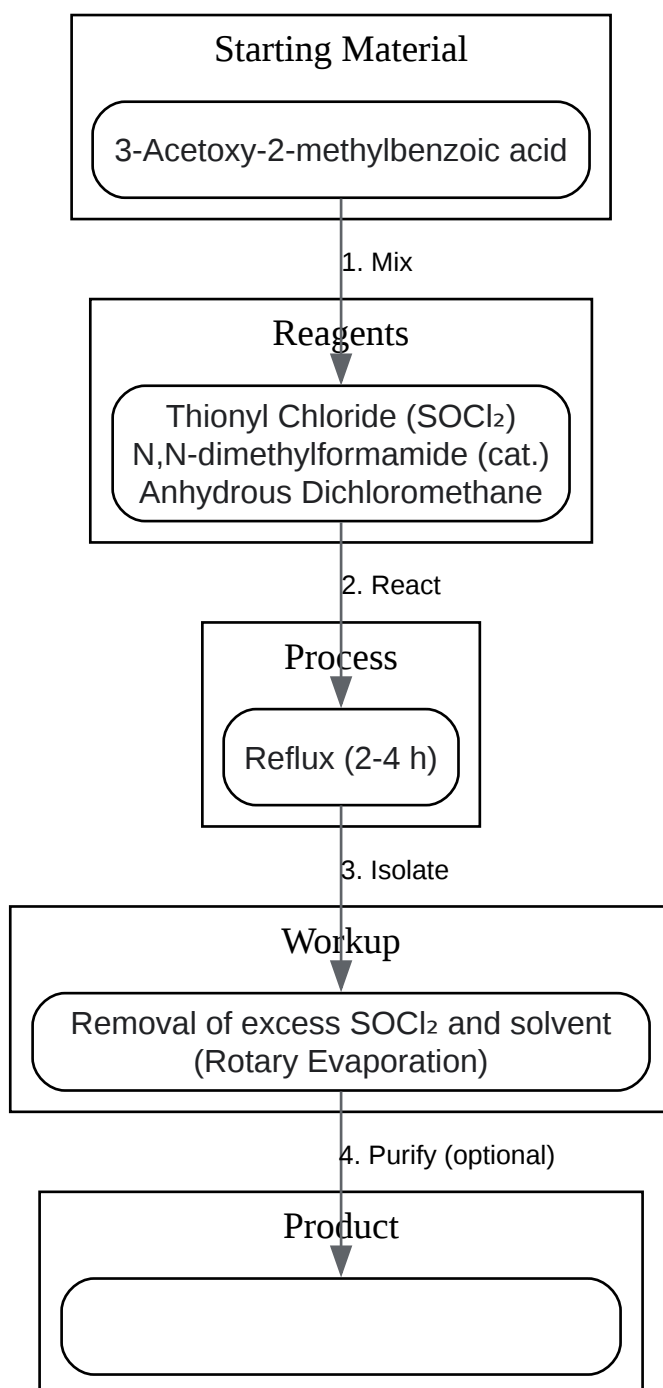 Starting Material
3-Acetoxy-2-methylbenzoic acid
1. Mix
Reagents
Thionyl Chloride (SOCl₂)
N,N-dimethylformamide (cat.)
Anhydrous Dichloromethane
2. React
Process
Reflux (2-4 h)
3. Isolate
Workup
Removal of excess SOCl₂ and solvent
(Rotary Evaporation)
4. Purify (optional)
Product